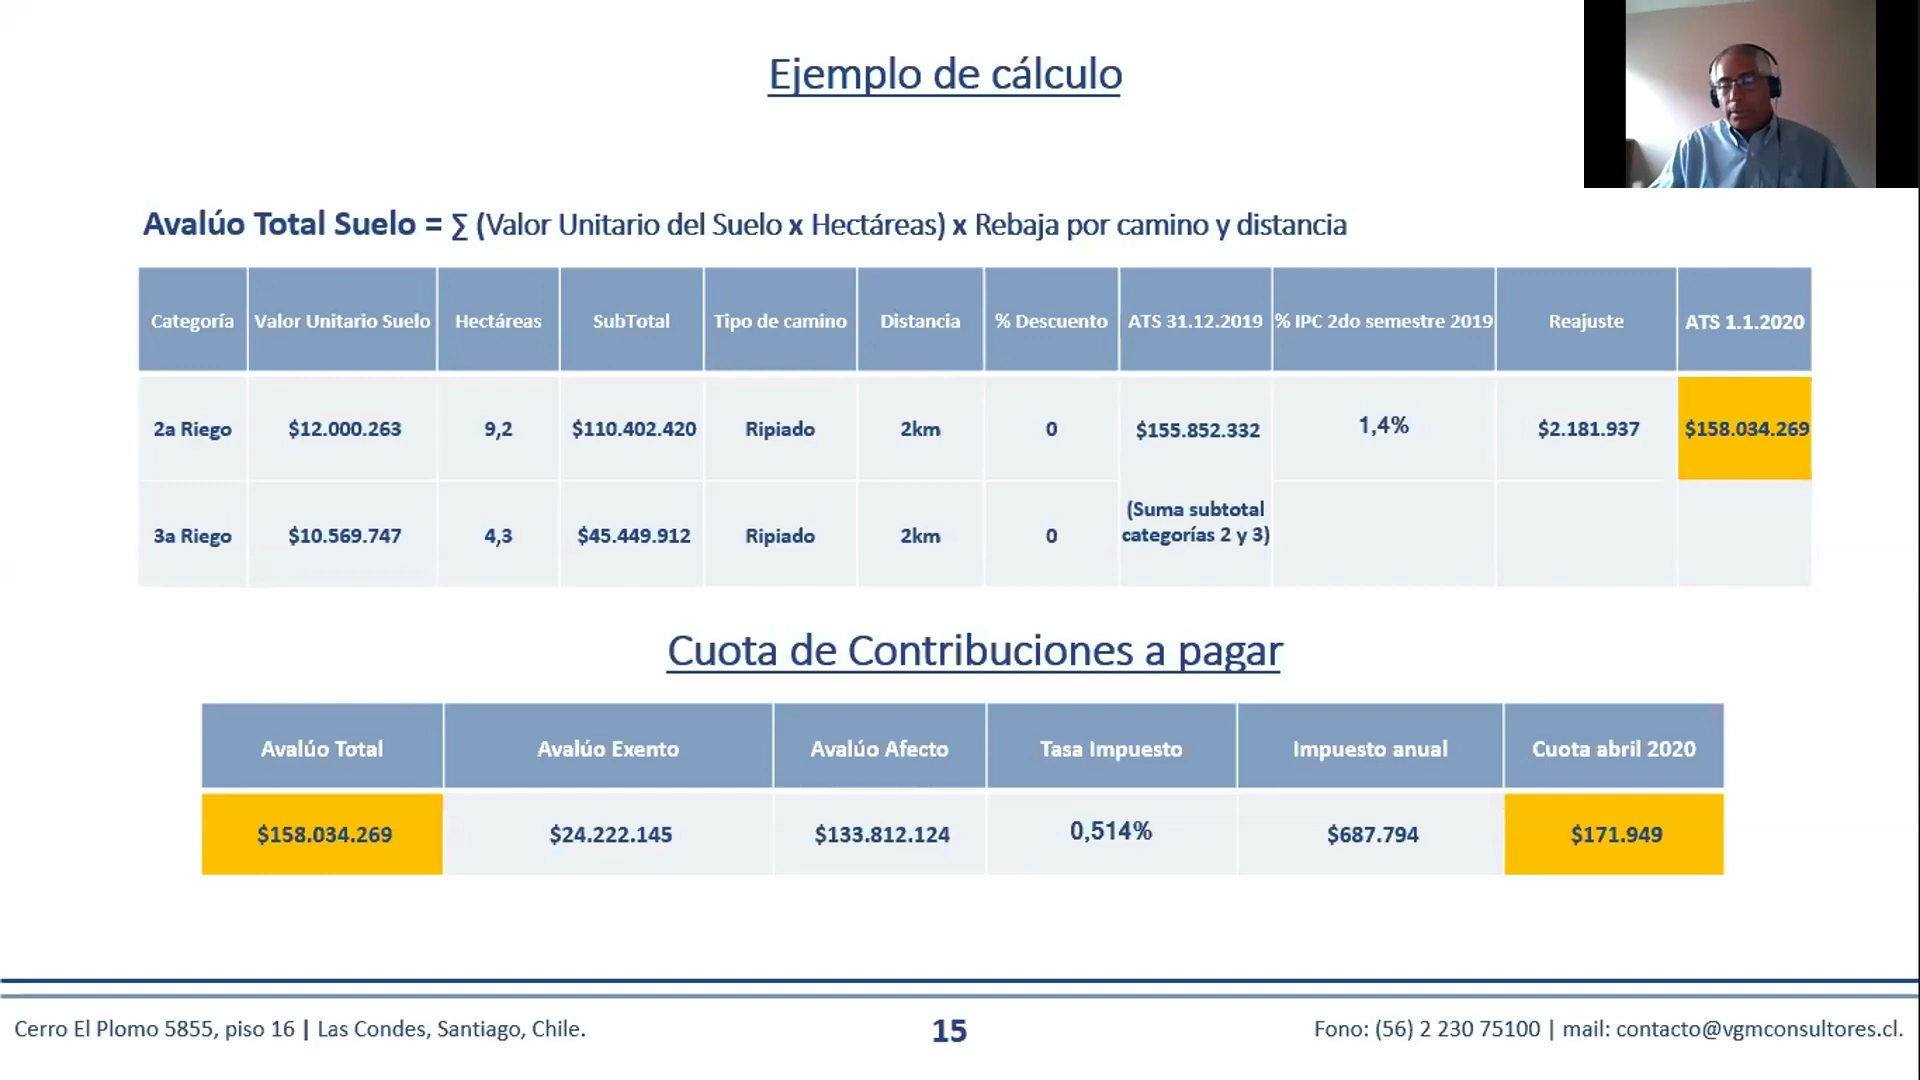 Ejemplo de cálculo
Avalúo Total Suelo = ∑ (Valor Unitario del Suelo x Hectáreas) x Rebaja por camino y distancia
Categoría Valor Unitario Suelo Hectáreas SubTotal Tipo de camino Distancia % Descuento ATS 31.12.2019 % IPC 2do semestre 2019 Reajuste ATS 1.1.2020
2a Riego $12.000.263 9,2 $110.402.420 Ripiado 2km 0 $155.852.332 1,4% $2.181.937 $158.034.269
(Suma subtotal
3a Riego $10.569.747 4,3 $45.449.912 Ripiado 2km 0 categorías 2 y 3)
Cuota de Contribuciones a pagar
Avalúo Total Avalúo Exento Avalúo Afecto Tasa Impuesto Impuesto anual Cuota abril 2020
$158.034.269 $24.222.145 $133.812.124 0,514% $687.794 $171.949
Cerro El Plomo 5855, piso 16 | Las Condes, Santiago, Chile. 15 Fono: (56) 2 230 75100 | mail: contacto@vgmconsultores.cl.